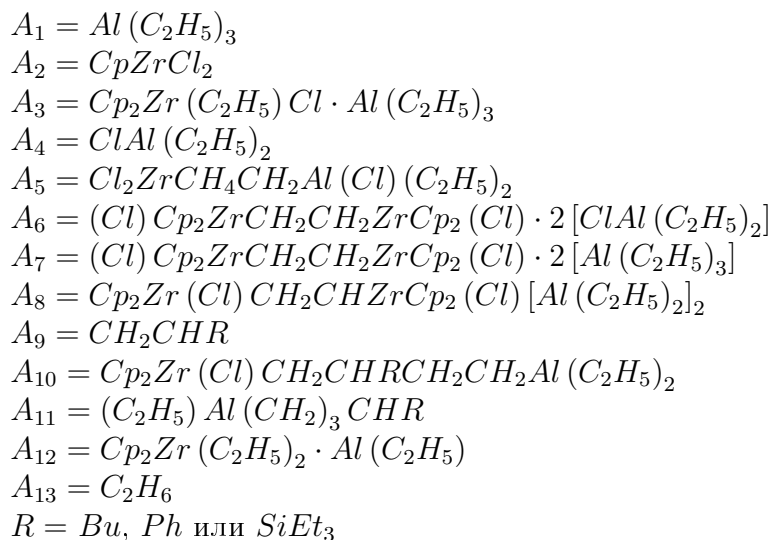 A₁ = Al (C₂H₅)₃
A₂ = CpZrCl₂
A₃ = Cp₂Zr (C₂H₅) Cl · Al (C₂H₅)₃
A₄ = ClAl (C₂H₅)₂
A₅ = Cl₂ZrCH₄CH₂Al (Cl) (C₂H₅)₂
A₆ = (Cl) Cp₂ZrCH₂CH₂ZrCp₂ (Cl) · 2 [ClAl (C₂H₅)₂]
A₇ = (Cl) Cp₂ZrCH₂CH₂ZrCp₂ (Cl) · 2 [Al (C₂H₅)₃]
A₈ = Cp₂Zr (Cl) CH₂CHZrCp₂ (Cl) [Al (C₂H₅)₂]₂
A₉ = CH₂CHR
A₁₀ = Cp₂Zr (Cl) CH₂CHRCH₂CH₂Al (C₂H₅)₂
A₁₁ = (C₂H₅) Al (CH₂)₃ CHR
A₁₂ = Cp₂Zr (C₂H₅)₂ · Al (C₂H₅)
A₁₃ = C₂H₆
R = Bu, Ph или SiEt₃